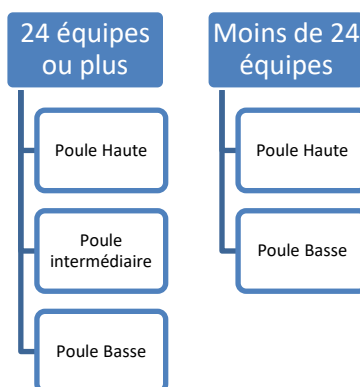 24 équipes
ou plus
Poule Haute
Poule
intermédiaire
Poule Basse
Moins de 24
équipes
Poule Haute
Poule Basse